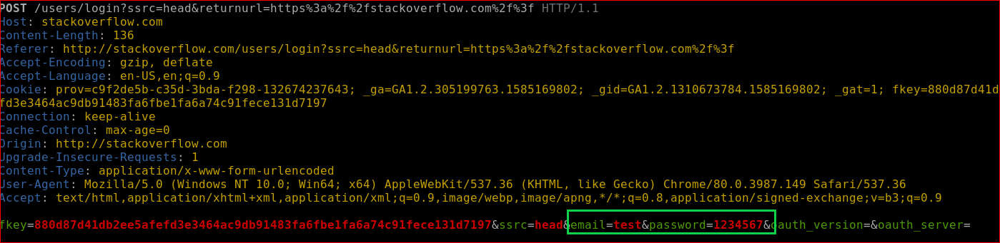 POST /users/login?ssrc=head&returnurl=https%3a%2f%2fstackoverflow.com%2f%3f HTTP/1.1
Host: stackoverflow.com
Content-Length: 136
Referer: http://stackoverflow.com/users/login?ssrc=head&returnurl=https%3a%2f%2fstackoverflow.com%2f%3f
Accept-Encoding: gzip, deflate
Accept-Language: en-US,en;q=0.9
Cookie: prov=c9f2de5b-c35d-3bda-f298-132674237643; _ga=GA1.2.305199763.1585169802; _gid=GA1.2.1310673784.1585169802; _gat=1; fkey=880d87d41d
fd3e3464ac9db91483fa6fbe1fa6a74c91fece131d7197
Connection: keep-alive
Cache-Control: max-age=0
Origin: http://stackoverflow.com
Upgrade-Insecure-Requests: 1
Content-Type: application/x-www-form-urlencoded
User-Agent: Mozilla/5.0 (Windows NT 10.0; Win64; x64) AppleWebKit/537.36 (KHTML, like Gecko) Chrome/80.0.3987.149 Safari/537.36
Accept: text/html,application/xhtml+xml,application/xml;q=0.9,image/webp,image/apng,*/*;q=0.8,application/signed-exchange;v=b3;q=0.9
fkey=880d87d41db2ee5afefd3e3464ac9db91483fa6fbe1fa6a74c91fece131d7197&ssrc=head&email=test&password=1234567&oauth_version=&oauth_server=